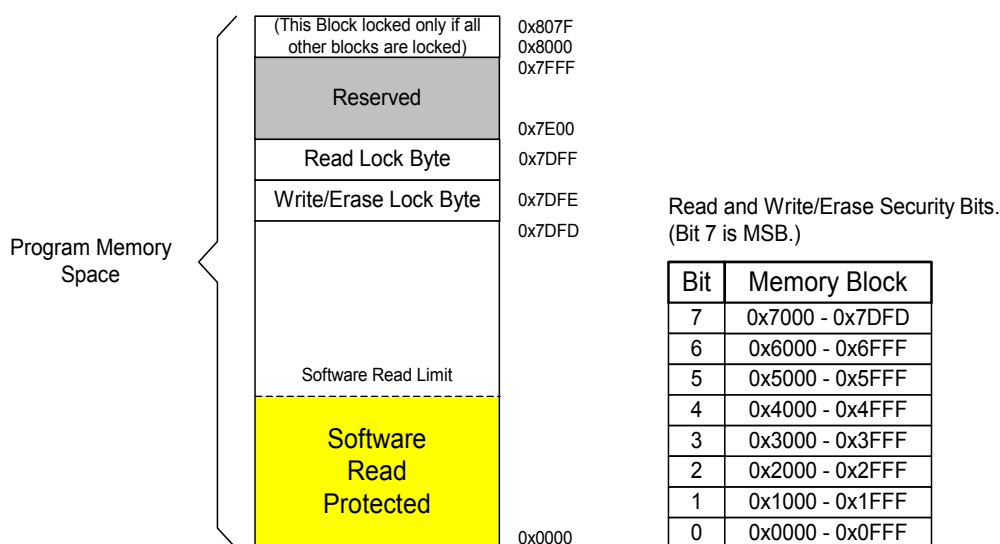 (This Block locked only if all
other blocks are locked)
0x807F
0x8000
0x7FFF
Reserved
0x7E00
Read Lock Byte
0x7DFF
Write/Erase Lock Byte
0x7DFE
0x7DFD
Program Memory
Space
Software Read Limit
Software
Read
Protected
0x0000
Read and Write/Erase Security Bits.
(Bit 7 is MSB.)
Bit Memory Block
7 0x7000 - 0x7DFD
6 0x6000 - 0x6FFF
5 0x5000 - 0x5FFF
4 0x4000 - 0x4FFF
3 0x3000 - 0x3FFF
2 0x2000 - 0x2FFF
1 0x1000 - 0x1FFF
0 0x0000 - 0x0FFF